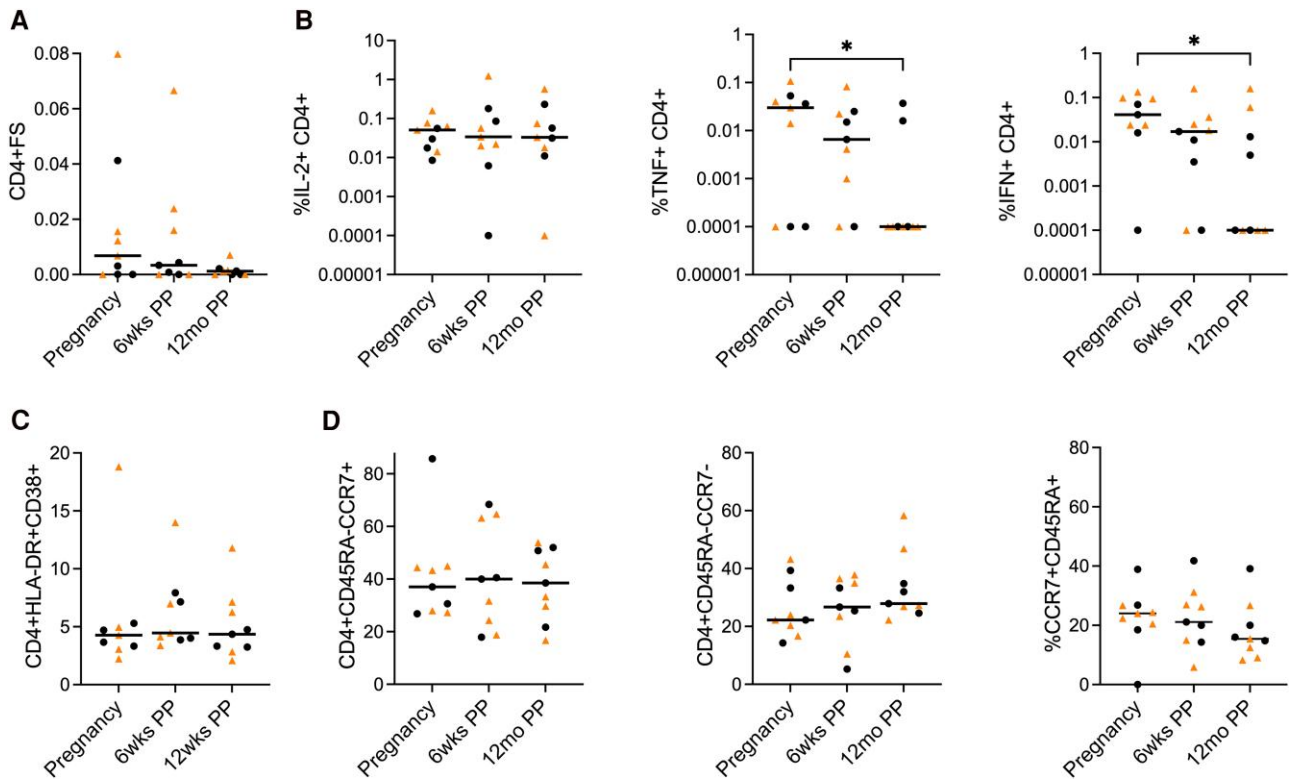 A
CD4+FS
0.08
0.06
0.04
0.02
0.00
Pregnancy
6wks PP
12mo PP
B
%IL-2+ CD4+
10
1
0.1
0.01
0.001
0.0001
0.00001
Pregnancy
6wks PP
12mo PP
%TNF+ CD4+
1
0.1
0.01
0.001
0.0001
0.00001
*
Pregnancy
6wks PP
12mo PP
%IFN+ CD4+
1
0.1
0.01
0.001
0.0001
0.00001
*
Pregnancy
6wks PP
12mo PP
C
CD4+HLA-DR+CD38+
20
15
10
5
0
Pregnancy
6wks PP
12wks PP
D
CD4+CD45RA-CCR7+
80
60
40
20
0
Pregnancy
6wks PP
12mo PP
CD4+CD45RA-CCR7-
80
60
40
20
0
Pregnancy
6wks PP
12mo PP
%CCR7+CD45RA+
80
60
40
20
0
Pregnancy
6wks PP
12mo PP